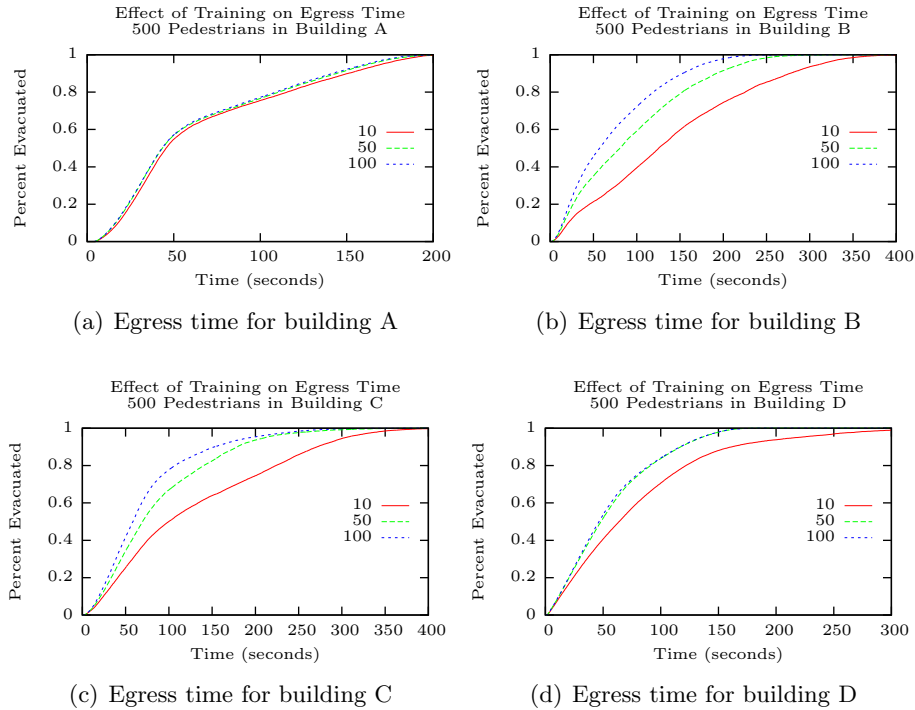 Effect of Training on Egress Time
500 Pedestrians in Building A
Percent Evacuated
1
0.8
0.6
0.4
0.2
0
10
50
100
0 50 100 150 200
Time (seconds)
(a) Egress time for building A
Effect of Training on Egress Time
500 Pedestrians in Building B
Percent Evacuated
1
0.8
0.6
0.4
0.2
0
10
50
100
0 50 100 150 200 250 300 350 400
Time (seconds)
(b) Egress time for building B
Effect of Training on Egress Time
500 Pedestrians in Building C
Percent Evacuated
1
0.8
0.6
0.4
0.2
0
10
50
100
0 50 100 150 200 250 300 350 400
Time (seconds)
(c) Egress time for building C
Effect of Training on Egress Time
500 Pedestrians in Building D
Percent Evacuated
1
0.8
0.6
0.4
0.2
0
10
50
100
0 50 100 150 200 250 300
Time (seconds)
(d) Egress time for building D